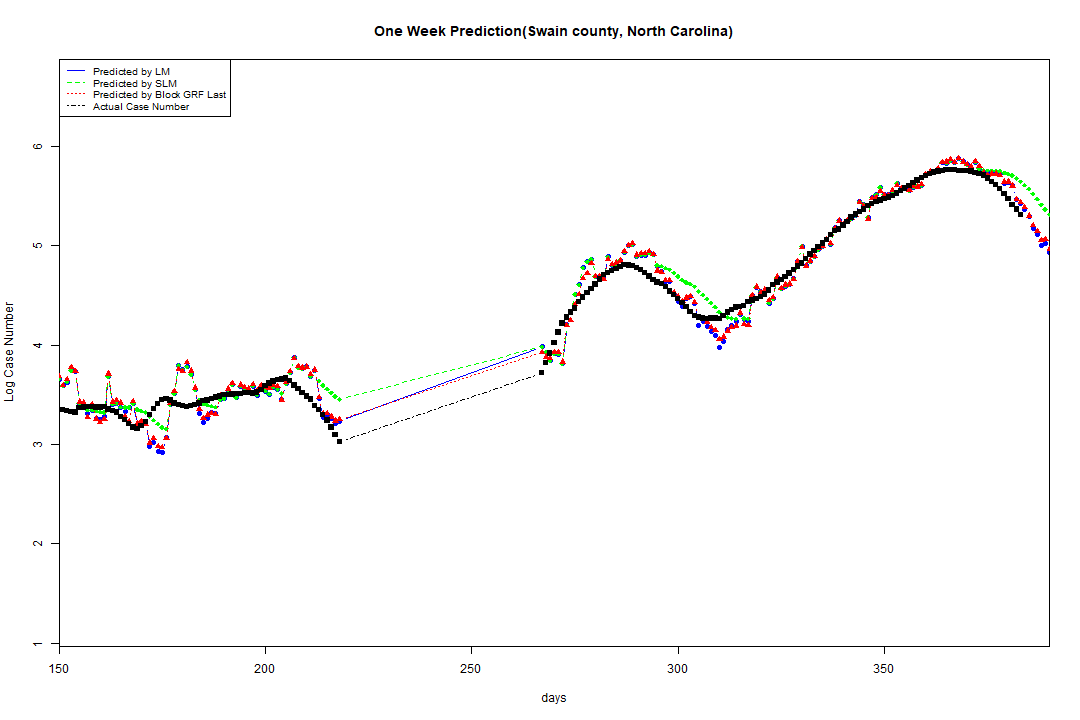 One Week Prediction(Swain county, North Carolina)
Predicted by LM
Predicted by SLM
Predicted by Block GRF Last
Actual Case Number
Log Case Number
6
5
4
3
2
1
150 200 250 300 350
days